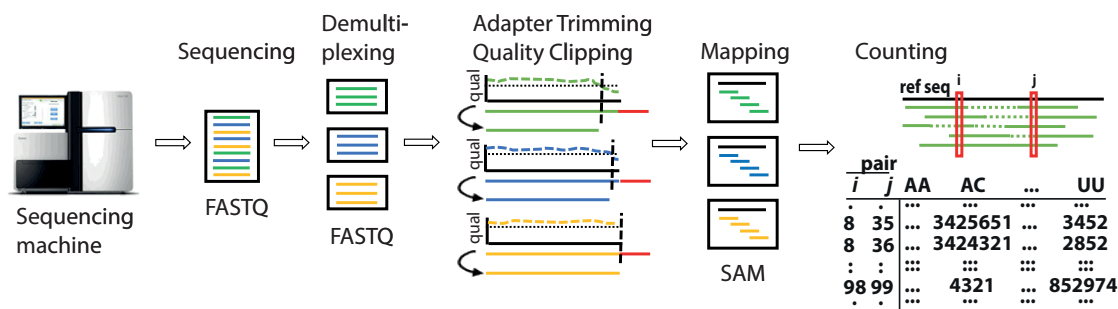 Sequencing
machine
Sequencing
FASTQ
Demulti-
plexing
FASTQ
Adapter Trimming
Quality Clipping
qual
qual
qual
Mapping
SAM
Counting
ref seq i j
pair
i j AA AC ... UU
. . ... ... ...
8 35 ... 3425651 ... 3452
8 36 ... 3424321 ... 2852
: : ... ... ... ...
98 99 ... 4321 ... 852974
. . ... ... ... ...